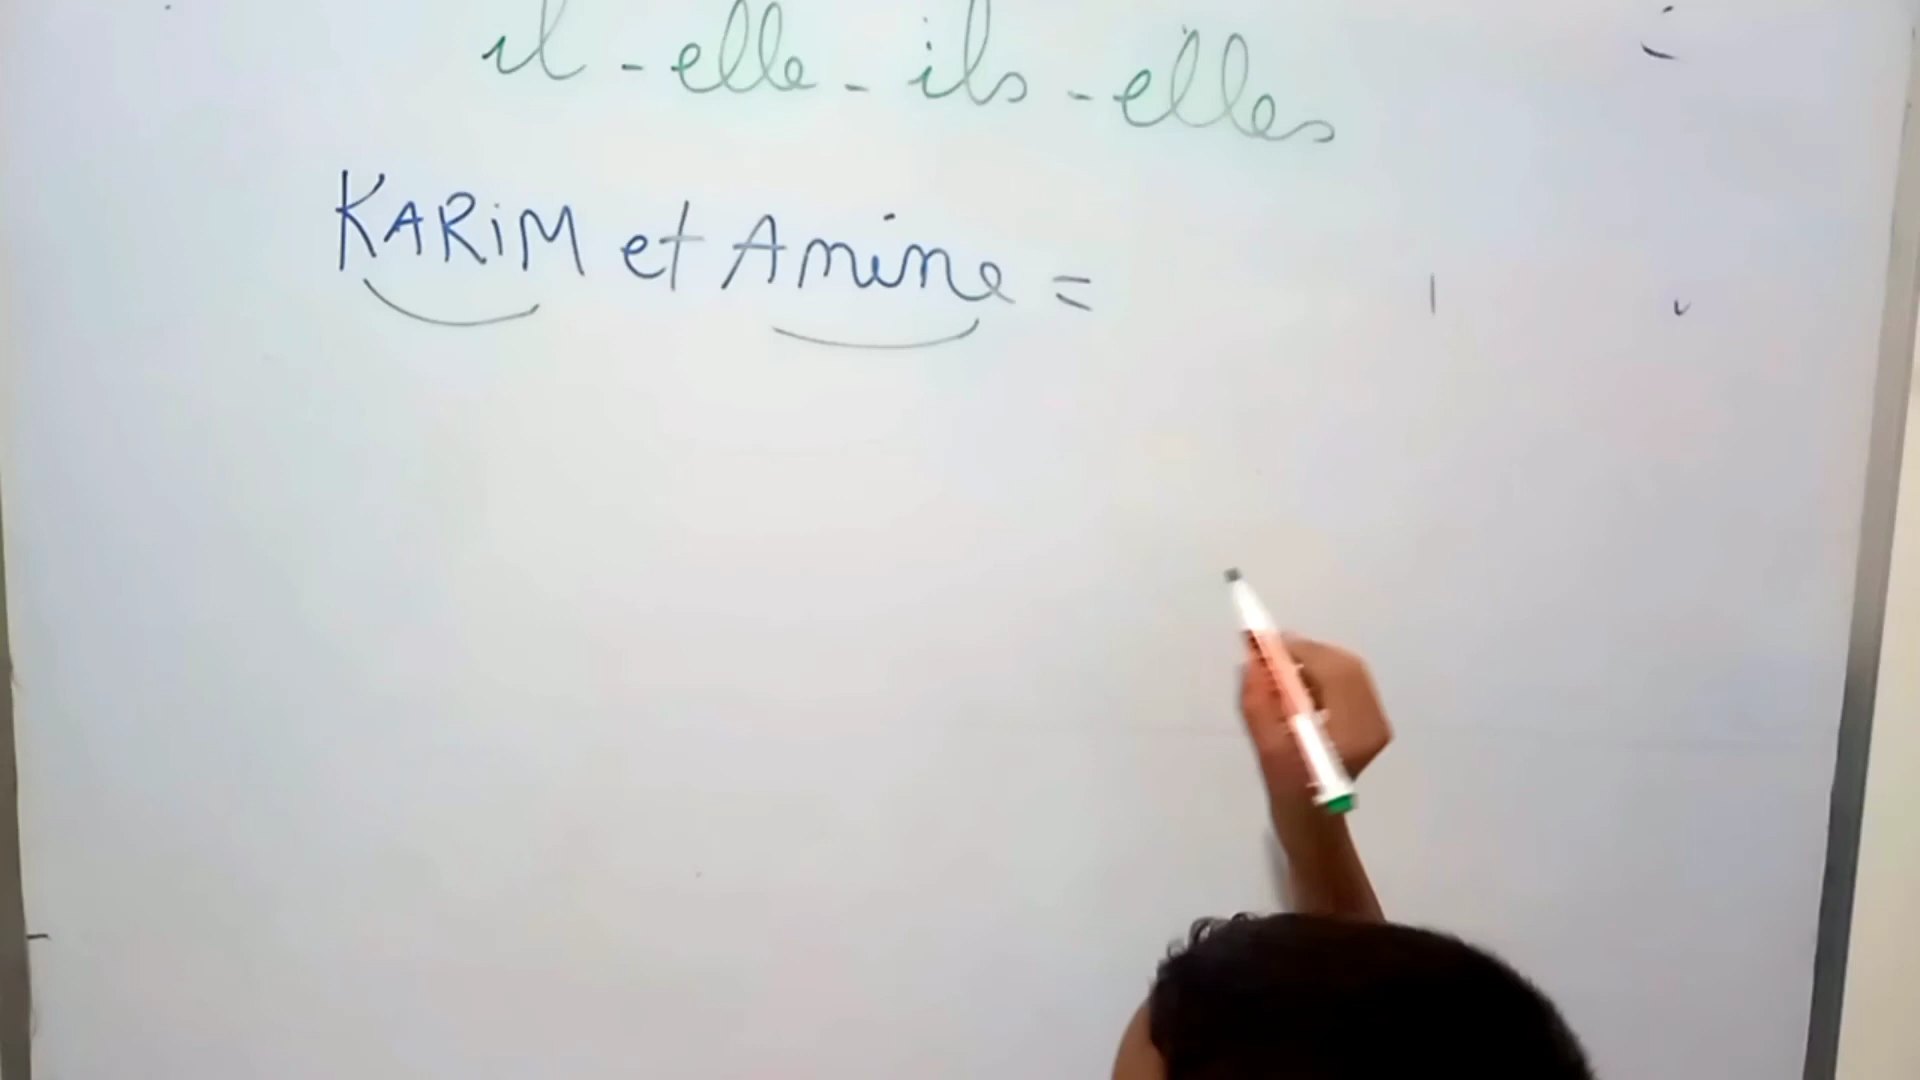 il - elle - ils - elles
KARiM et Amine =